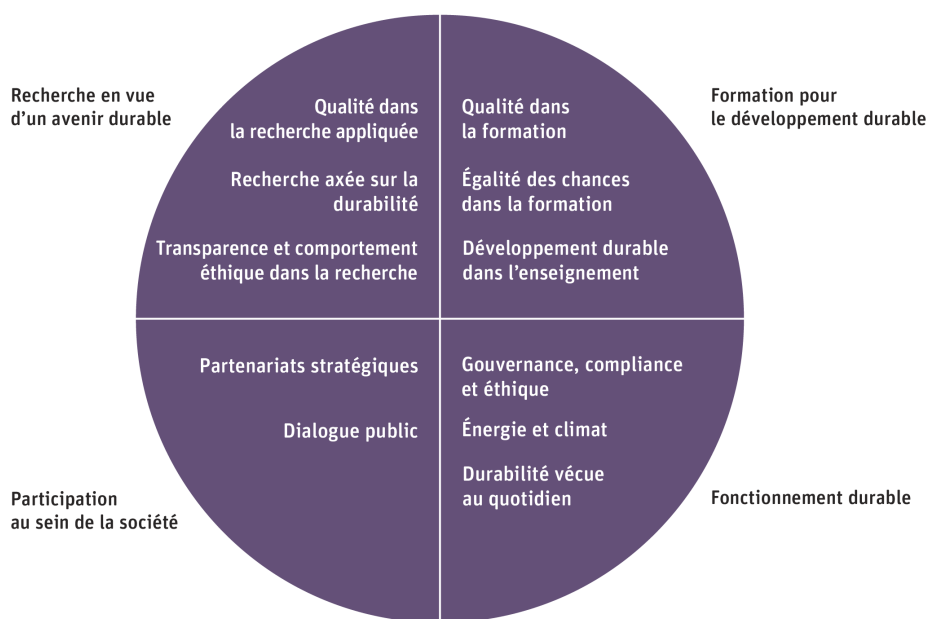 Recherche en vue
d'un avenir durable
Qualité dans
la recherche appliquée
Recherche axée sur la
durabilité
Transparence et comportement
éthique dans la recherche
Qualité dans
la formation
Égalité des chances
dans la formation
Développement durable
dans l'enseignement
Formation pour
le développement durable
Participation
au sein de la société
Partenariats stratégiques
Dialogue public
Gouvernance, compliance
et éthique
Énergie et climat
Durabilité vécue
au quotidien
Fonctionnement durable